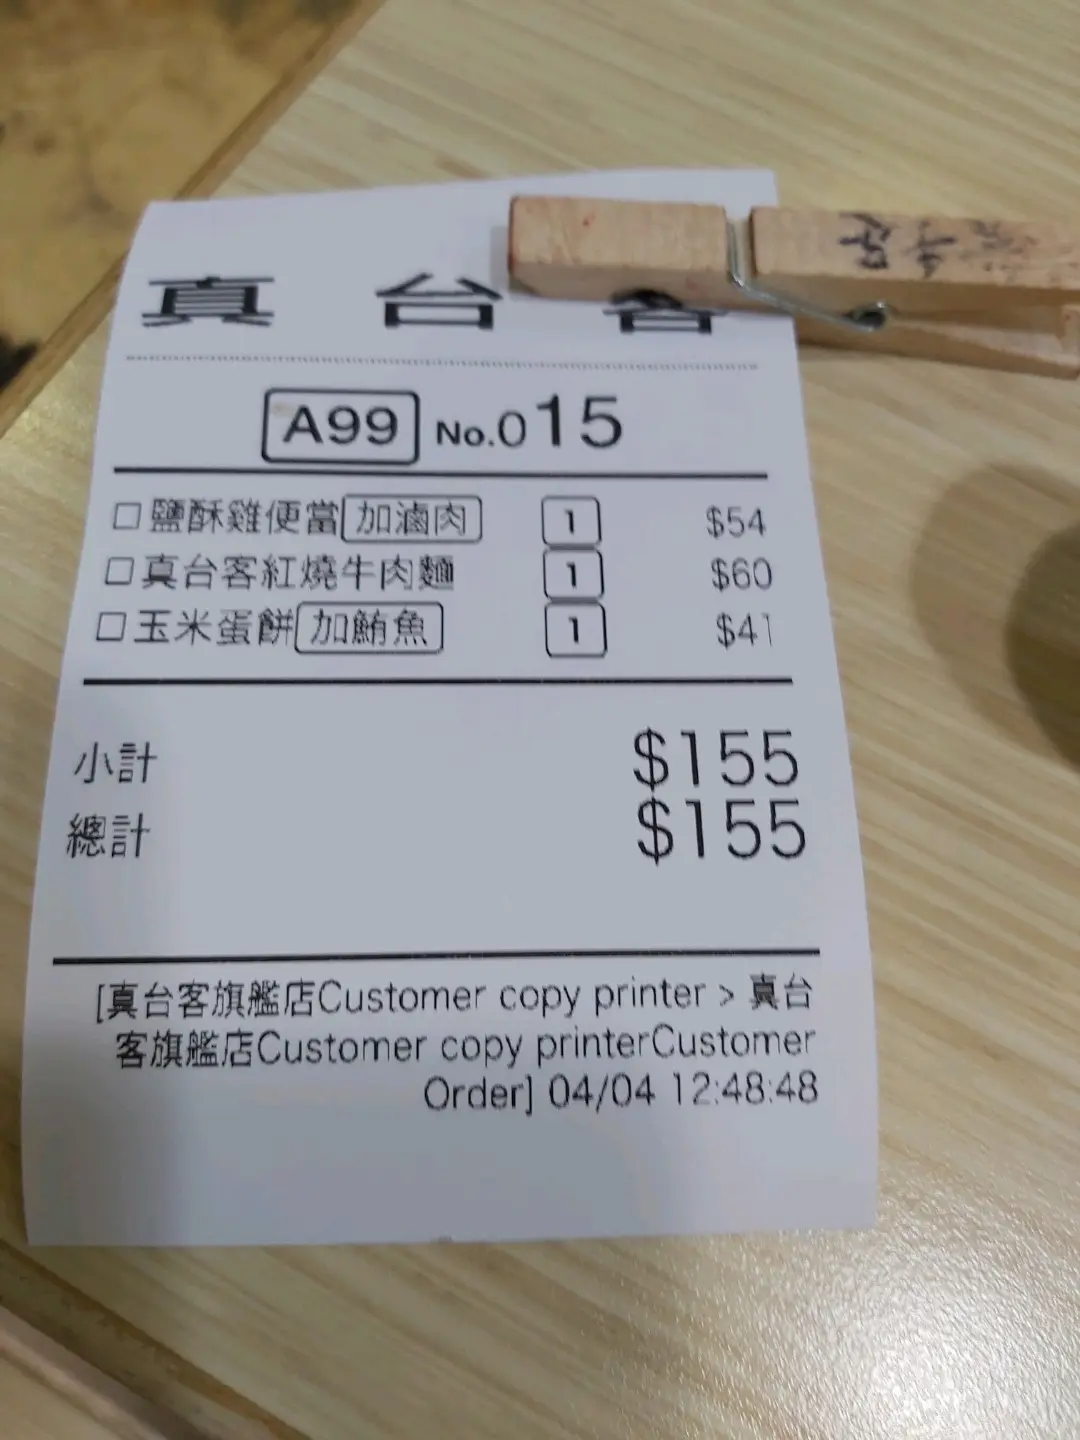 真台客
A99 No.015
鹽酥雞便當 加滷肉 1 $54
真台客紅燒牛肉麵 1 $60
玉米蛋餅 加鮪魚 1 $41
小計 $155
總計 $155
[真台客旗艦店Customer copy printer > 真台
客旗艦店Customer copy printerCustomer
Order] 04/04 12:48:48